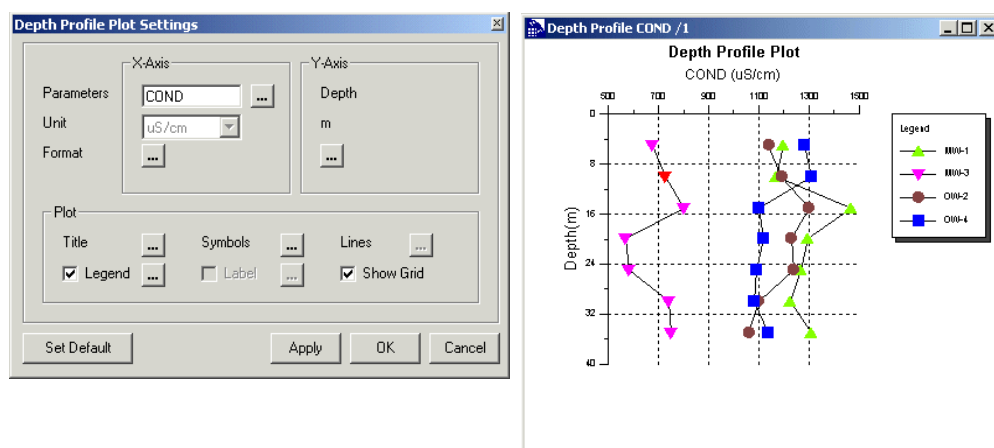 Depth Profile Plot Settings
X-Axis
Y-Axis
Parameters
COND
...
Depth
Unit
uS/cm
m
Format
...
...
Plot
Title
...
Symbols
...
Lines
...
Legend
...
Label
...
Show Grid
Set Default
Apply
OK
Cancel
Depth Profile COND /1
Depth Profile Plot
COND (uS/cm)
500 700 900 1100 1300 1500
0
8
16
24
32
40
Depth(m)
Legend
MW-1
MW-3
OW-2
OW-4